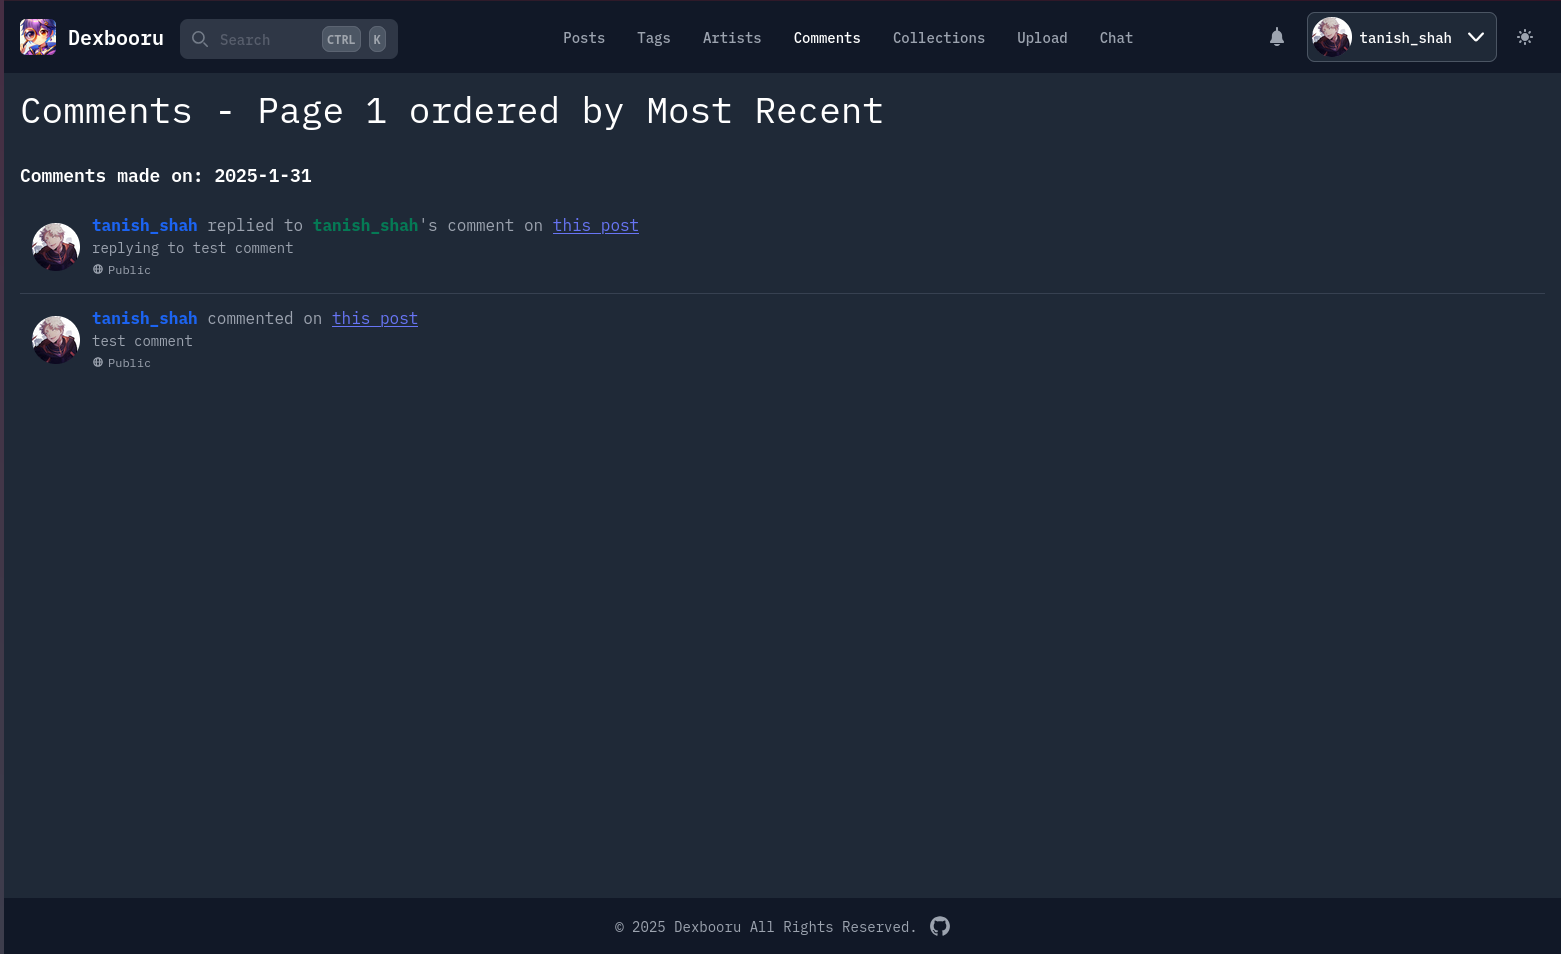 Dexbooru
Search CTRL K
Posts Tags Artists Comments Collections Upload Chat
tanish_shah
Comments - Page 1 ordered by Most Recent
Comments made on: 2025-1-31
tanish_shah replied to tanish_shah's comment on this post
replying to test comment
Public
tanish_shah commented on this post
test comment
Public
© 2025 Dexbooru All Rights Reserved.